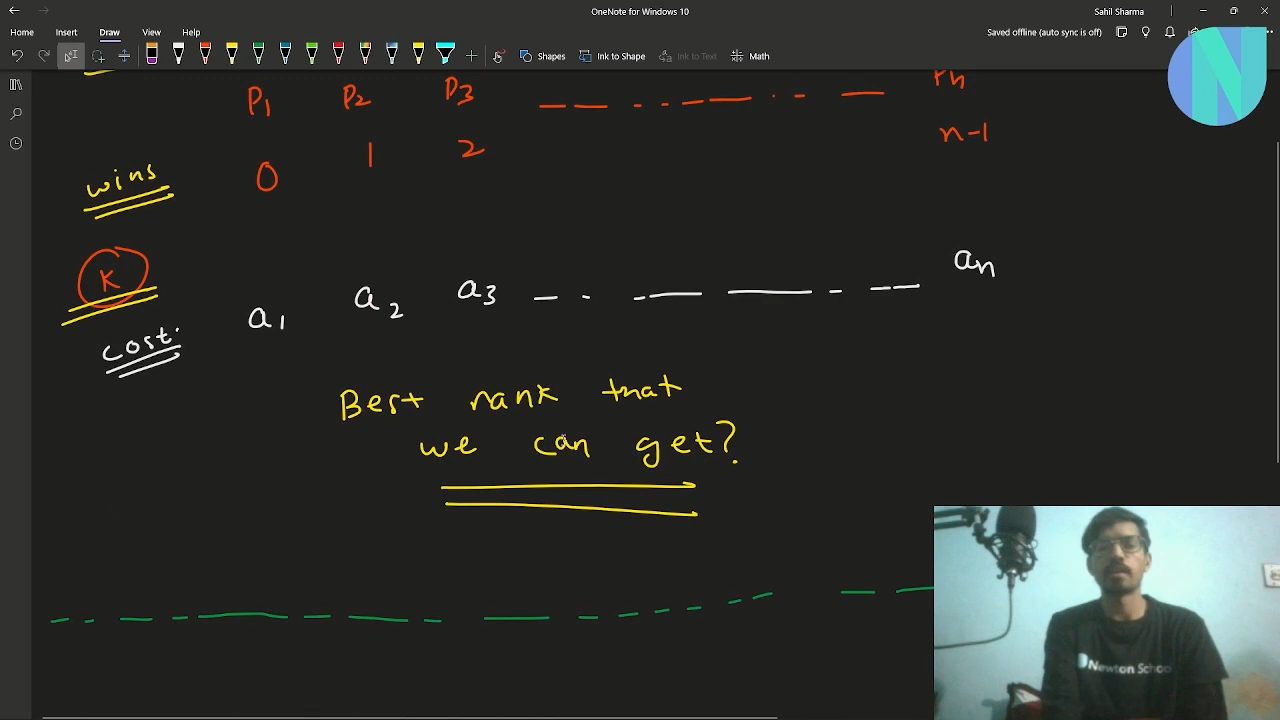 OneNote for Windows 10
Sahil Sharma
Home Insert Draw View Help
Saved offline (auto sync is off)
Shapes Ink to Shape Ink to Text Math
P1 P2 P3 Pn
0 1 2 n-1
wins
K
cost.
a1 a2 a3 an
Best rank that
we can get?
N
Newton School